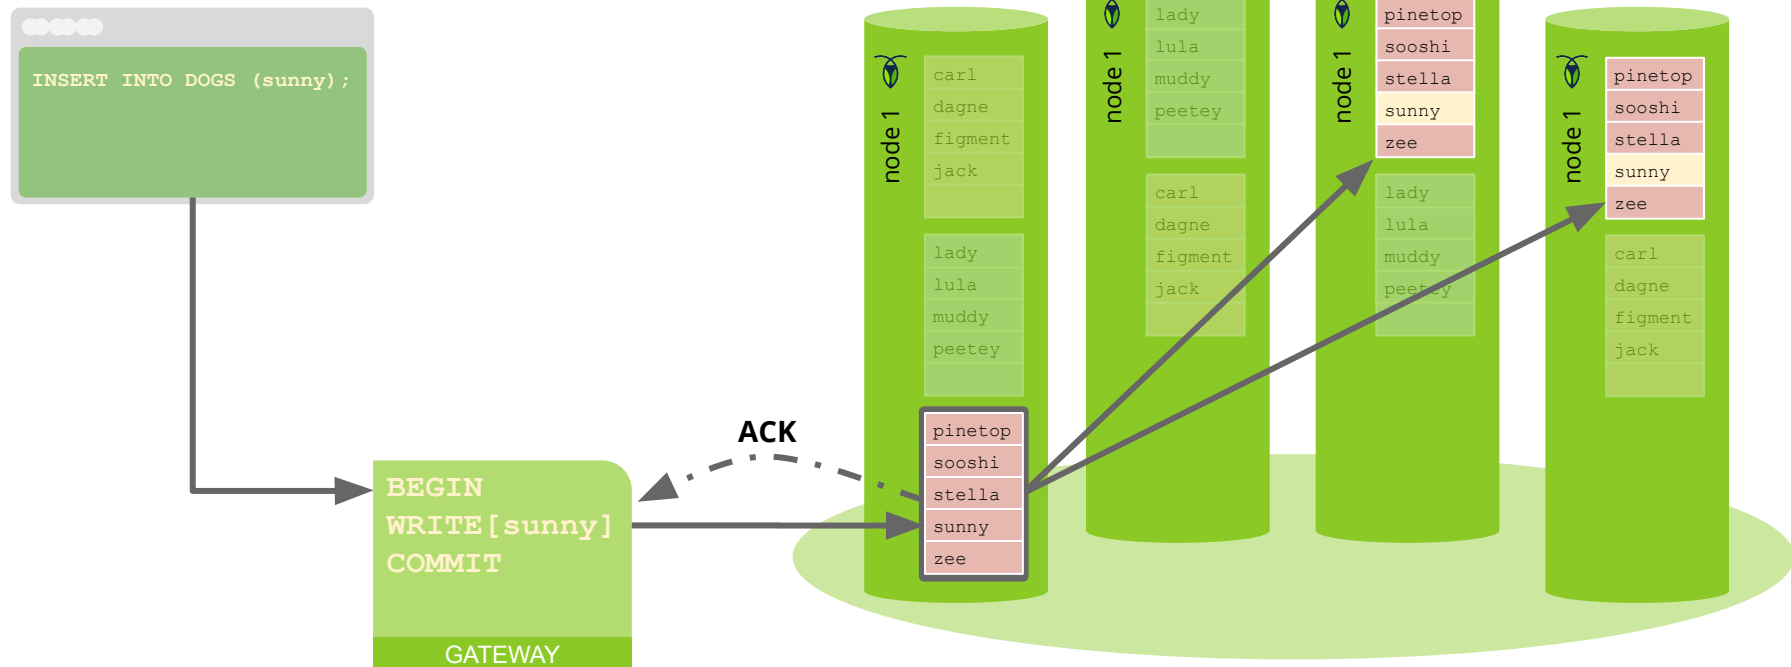 INSERT INTO DOGS (sunny);
BEGIN
WRITE[sunny]
COMMIT
GATEWAY
ACK
node 1
carl
dagne
figment
jack
lady
lula
muddy
peetey
pinetop
sooshi
stella
sunny
zee
node 1
lady
lula
muddy
peetey
carl
dagne
figment
jack
node 1
pinetop
sooshi
stella
sunny
zee
lady
lula
muddy
peetey
node 1
pinetop
sooshi
stella
sunny
zee
carl
dagne
figment
jack